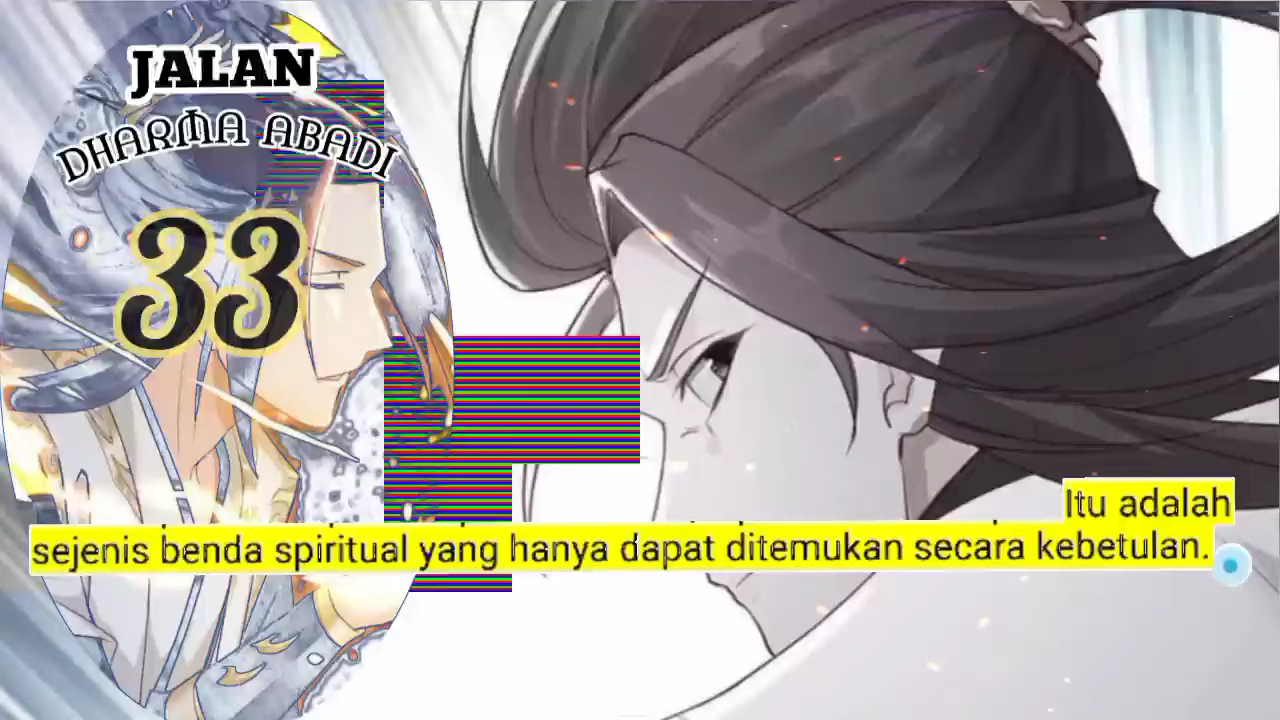 JALAN
DHARMA ABADI
33
Itu adalah
sejenis benda spiritual yang hanya dapat ditemukan secara kebetulan.